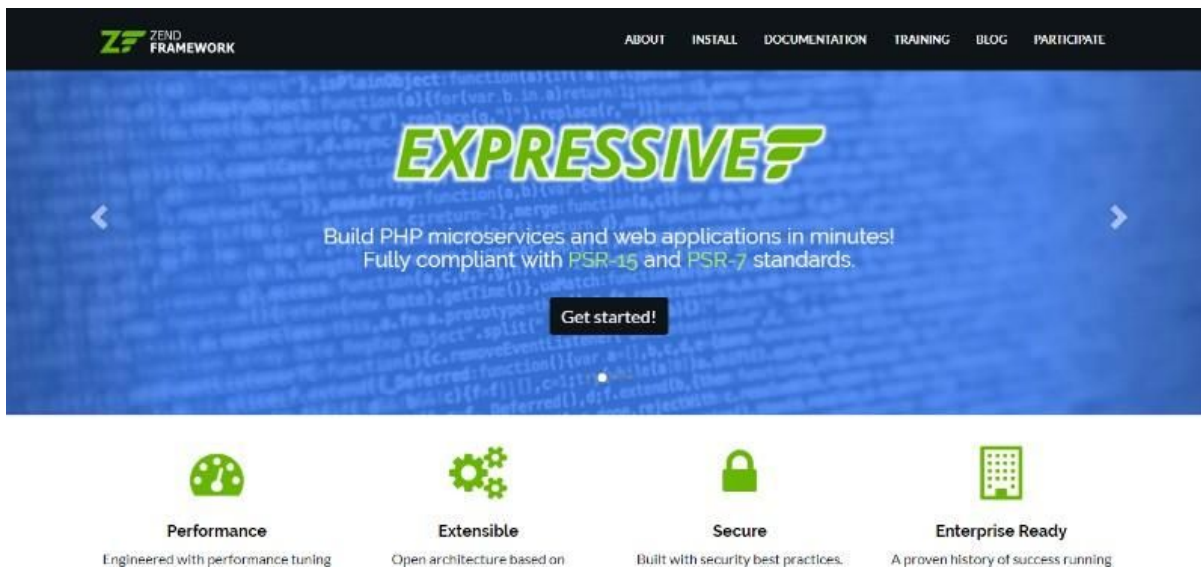 ZEND
FRAMEWORK
ABOUT INSTALL DOCUMENTATION TRAINING BLOG PARTICIPATE
EXPRESSIVE
Build PHP microservices and web applications in minutes!
Fully compliant with PSR-15 and PSR-7 standards.
Get started!
Performance
Engineered with performance tuning
Extensible
Open architecture based on
Secure
Built with security best practices.
Enterprise Ready
A proven history of success running